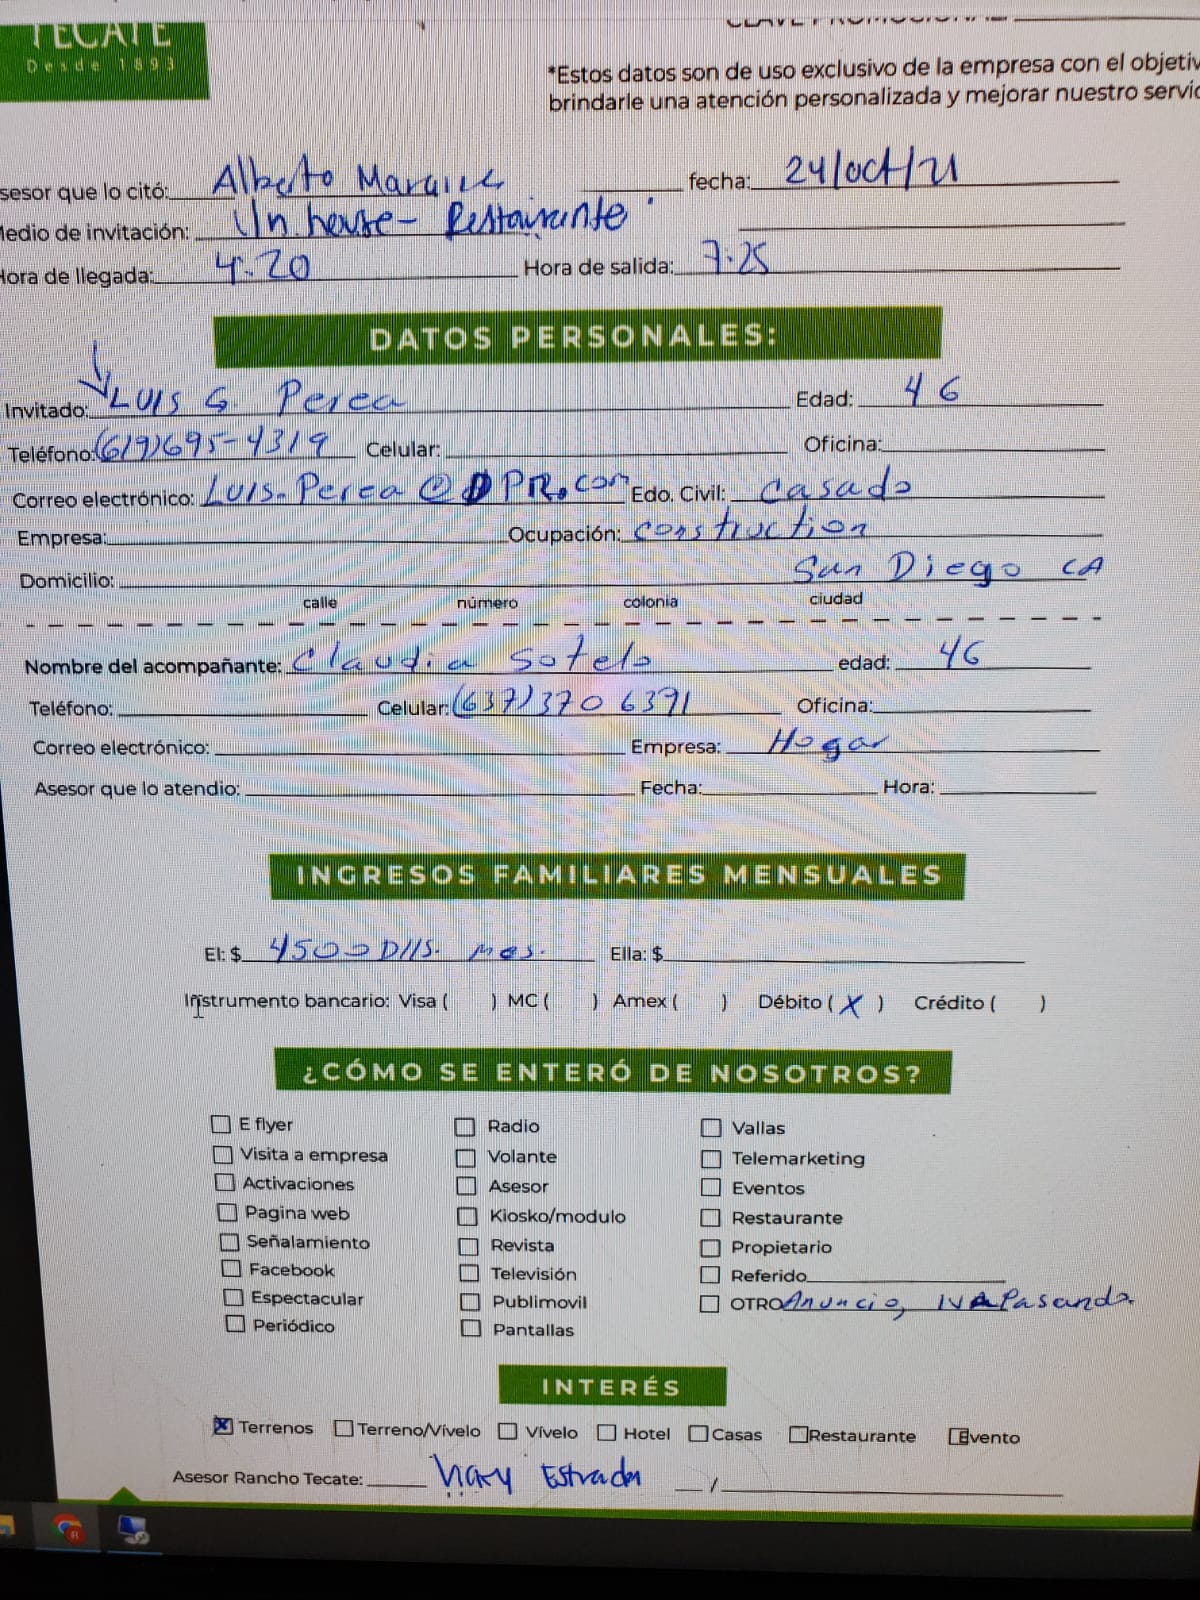 TECATE
Desde 1893
CLAVE PROMOCIONAL:
*Estos datos son de uso exclusivo de la empresa con el objetiv
brindarle una atención personalizada y mejorar nuestro servic
sesor que lo citó: Alberto fecha: 24/oct/21
Medio de invitación: In house - Restaurante
Hora de llegada: 4:20 Hora de salida: 7:25
DATOS PERSONALES:
Invitado: LUIS G. Perea Edad: 46
Teléfono: (619)695-4319 Celular: Oficina:
Correo electrónico: Luis.Perea@DPR.com Edo. Civil: casado
Empresa: Ocupación: construction
Domicilio: San Diego CA
calle número colonia ciudad
Nombre del acompañante: Claudia Sotelo edad: 46
Teléfono: Celular: (637)370 6391 Oficina:
Correo electrónico: Empresa: Hogar
Asesor que lo atendio: Fecha: Hora:
INGRESOS FAMILIARES MENSUALES
El: $ 4500 Dlls. mes. Ella: $
Instrumento bancario: Visa ( ) MC ( ) Amex ( ) Débito ( X ) Crédito ( )
¿CÓMO SE ENTERÓ DE NOSOTROS?
E flyer Radio Vallas
Visita a empresa Volante Telemarketing
Activaciones Asesor Eventos
Pagina web Kiosko/modulo Restaurante
Señalamiento Revista Propietario
Facebook Televisión Referido
Espectacular Publimovil OTRO Anuncio, IVA Pasando.
Periódico Pantallas
INTERÉS
X Terrenos Terreno/Vívelo Vívelo Hotel Casas Restaurante Evento
Asesor Rancho Tecate: Estrada /